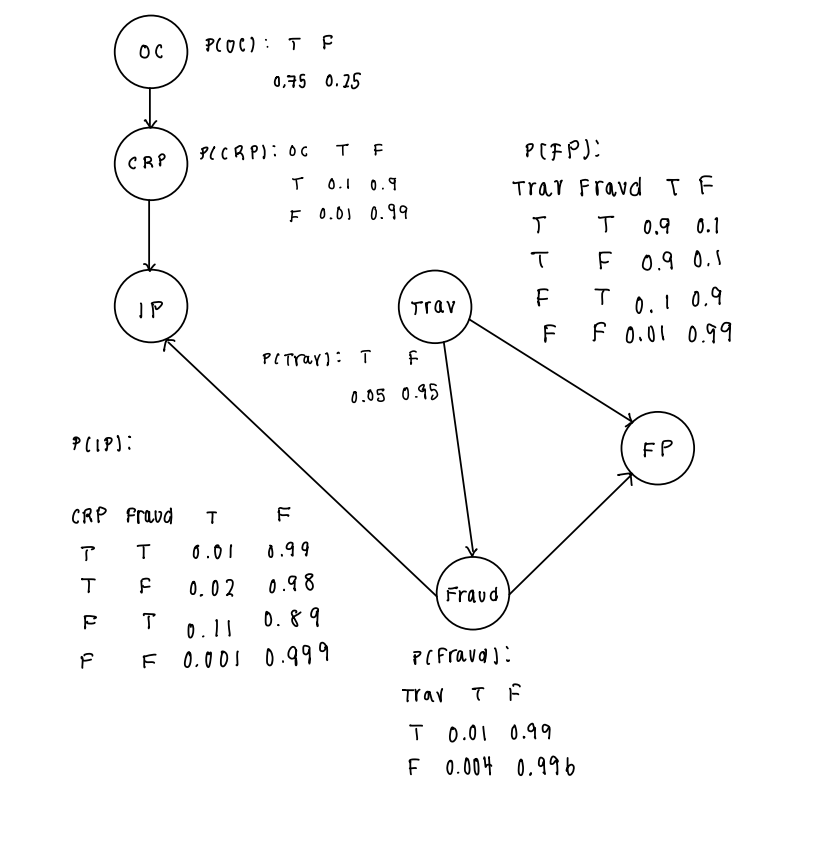 OC
P(OC): T F
0.75 0.25
CRP
P(CRP): OC T F
T 0.1 0.9
F 0.01 0.99
P(FP):
Trav Fraud T F
T T 0.9 0.1
T F 0.9 0.1
F T 0.1 0.9
F F 0.01 0.99
IP
Trav
P(Trav): T F
0.05 0.95
FP
P(IP):
CRP Fraud T F
T T 0.01 0.99
T F 0.02 0.98
F T 0.11 0.89
F F 0.001 0.999
Fraud
P(Fraud):
Trav T F
T 0.01 0.99
F 0.004 0.996